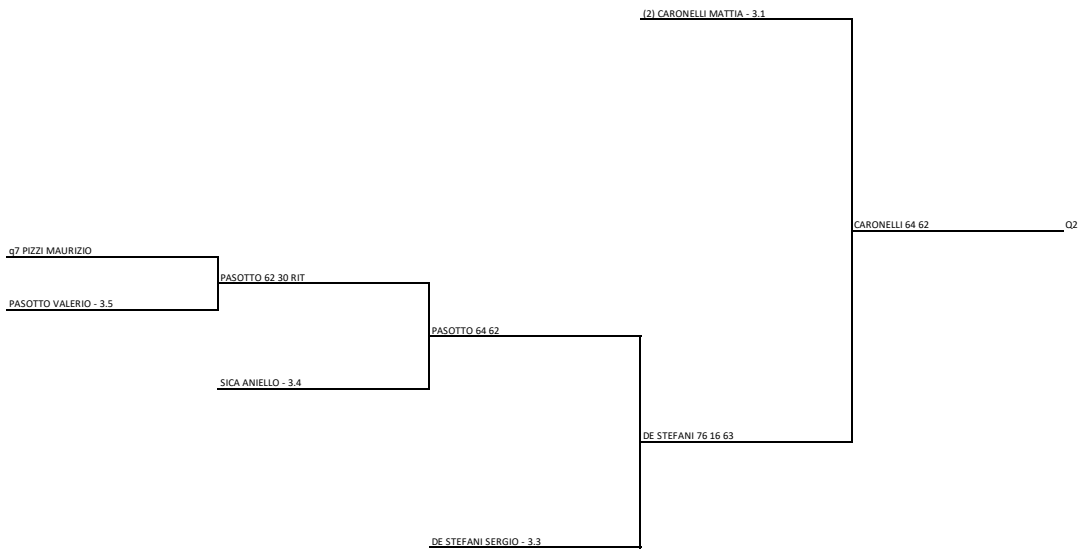 (2) CARONELLI MATTIA - 3.1
CARONELLI 64 62
Q2
q7 PIZZI MAURIZIO
PASOTTO 62 30 RIT
PASOTTO VALERIO - 3.5
PASOTTO 64 62
SICA ANIELLO - 3.4
DE STEFANI 76 16 63
DE STEFANI SERGIO - 3.3